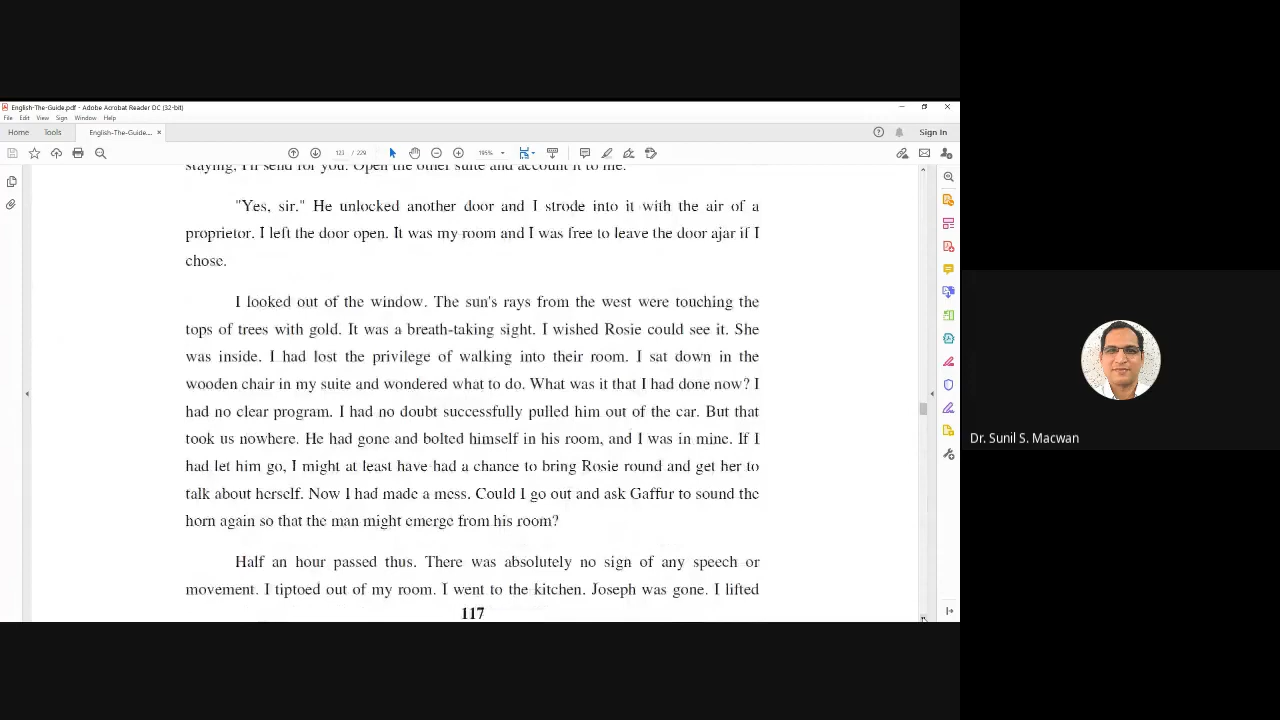 English-The-Guide.pdf - Adobe Acrobat Reader DC (32-bit)
File Edit View Sign Window Help
Home Tools English-The-Guide.... × Sign In
123 / 229 195%
staying, I'll send for you. Open the other suite and account it to me."
"Yes, sir." He unlocked another door and I strode into it with the air of a
proprietor. I left the door open. It was my room and I was free to leave the door ajar if I
chose.
I looked out of the window. The sun's rays from the west were touching the
tops of trees with gold. It was a breath-taking sight. I wished Rosie could see it. She
was inside. I had lost the privilege of walking into their room. I sat down in the
wooden chair in my suite and wondered what to do. What was it that I had done now? I
had no clear program. I had no doubt successfully pulled him out of the car. But that
took us nowhere. He had gone and bolted himself in his room, and I was in mine. If I
had let him go, I might at least have had a chance to bring Rosie round and get her to
talk about herself. Now I had made a mess. Could I go out and ask Gaffur to sound the
horn again so that the man might emerge from his room?
Half an hour passed thus. There was absolutely no sign of any speech or
movement. I tiptoed out of my room. I went to the kitchen. Joseph was gone. I lifted
117
Dr. Sunil S. Macwan